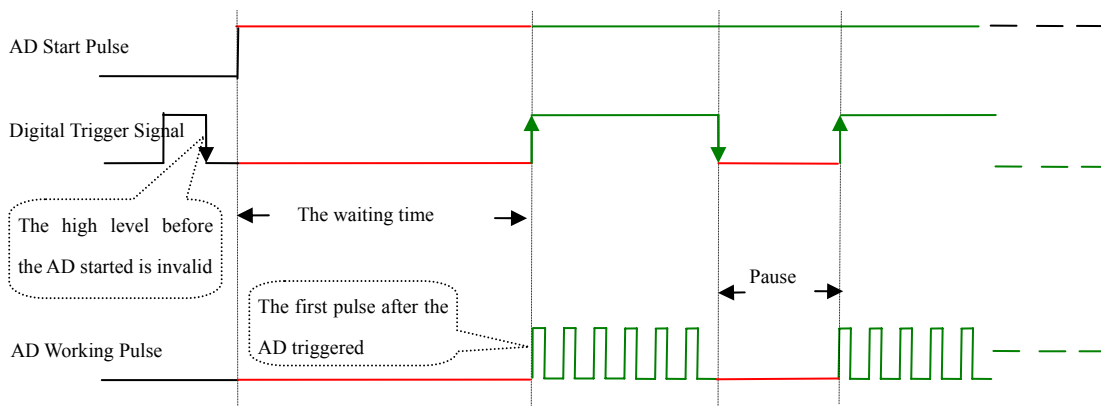 AD Start Pulse
Digital Trigger Signal
The high level before
the AD started is invalid
The waiting time
Pause
The first pulse after the
AD triggered
AD Working Pulse